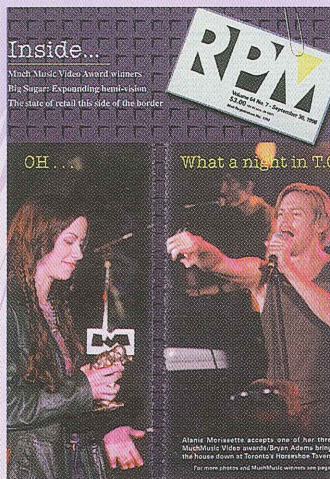 Inside...
Much Music Video Award winners
Big Sugar: Expounding hemi-vision
The state of retail this side of the border
RPM
Volume 64 No. 7 - September 30, 1996
$3.00
OH...
What a night in T.O
Alanis Morissette accepts one of her thre
MuchMusic Video awards/Bryan Adams bring
the house down at Toronto's Horseshoe Tavern
For more photos and MuchMusic winners see page